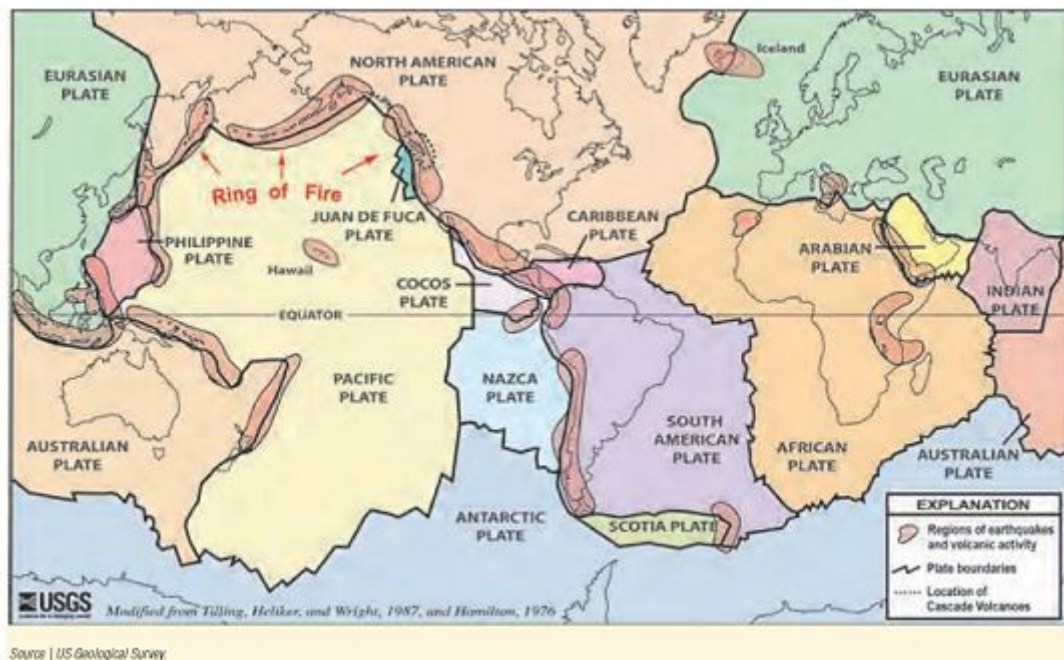 EURASIAN
PLATE
NORTH AMERICAN
PLATE
Iceland
EURASIAN
PLATE
Ring of Fire
JUAN DE FUCA
PLATE
CARIBBEAN
PLATE
PHILIPPINE
PLATE
Hawaii
ARABIAN
PLATE
COCOS
PLATE
INDIAN
PLATE
EQUATOR
PACIFIC
PLATE
NAZCA
PLATE
SOUTH
AMERICAN
PLATE
AUSTRALIAN
PLATE
AFRICAN
PLATE
AUSTRALIAN
PLATE
ANTARCTIC
PLATE
SCOTIA PLATE
EXPLANATION
Regions of earthquakes
and volcanic activity
Plate boundaries
Location of
Cascade Volcanoes
USGS
Modified from Tilling, Heliker, and Wright, 1987, and Hamilton, 1976
Source | US Geological Survey